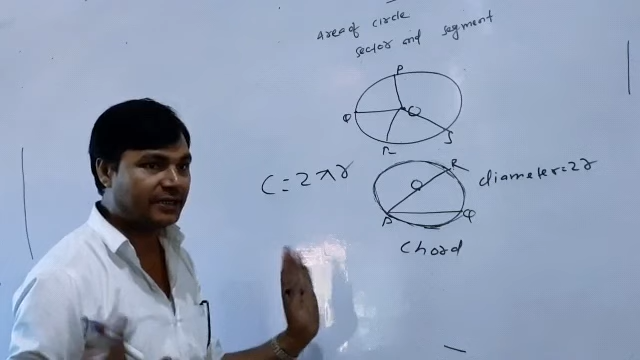 Area of circle
sector and segment
P
O
Q
R
S
R
C = 2πr
O
diameter = 2r
P
Q
Chord